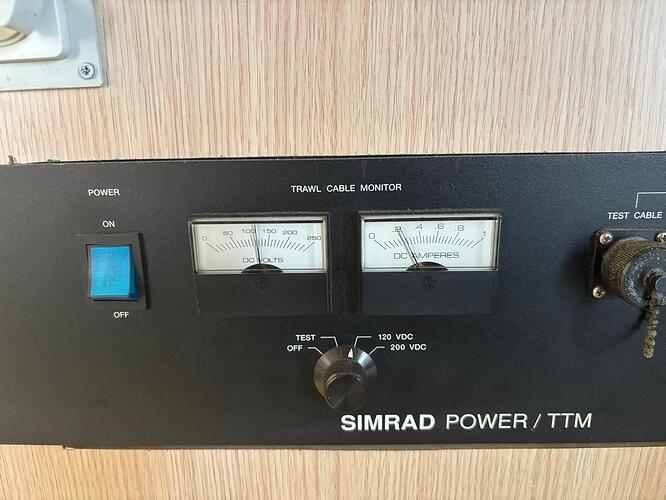 POWER
ON
OFF
TRAWL CABLE MONITOR
0 50 100 150 200 250
DC VOLTS
0 .2 .4 .6 .8 1
DC AMPERES
TEST CABLE
TEST 120 VDC
OFF 200 VDC
SIMRAD POWER / TTM